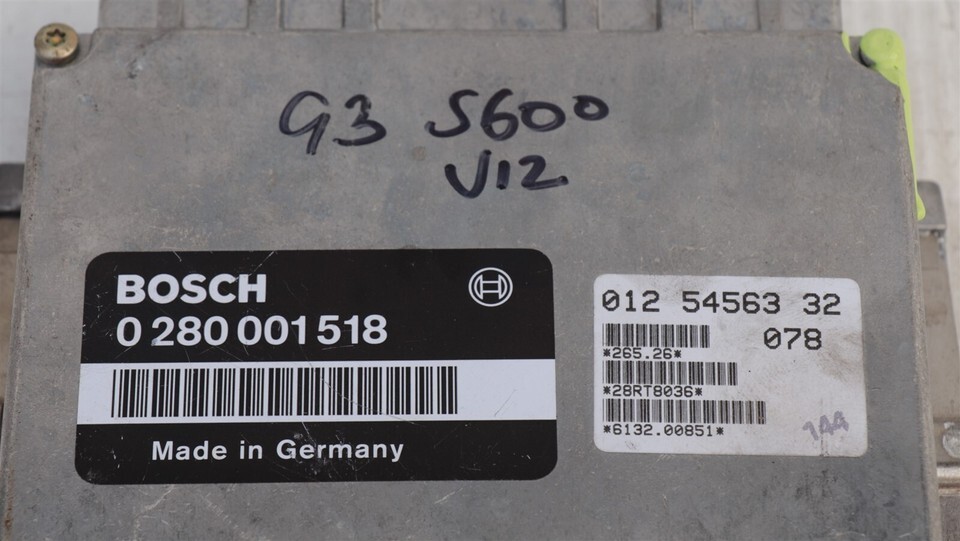 93 S600
V12
BOSCH
0 280 001 518
Made in Germany
012 54563 32
078
*265.26*
*28RT8036*
*6132.00851*
1AA